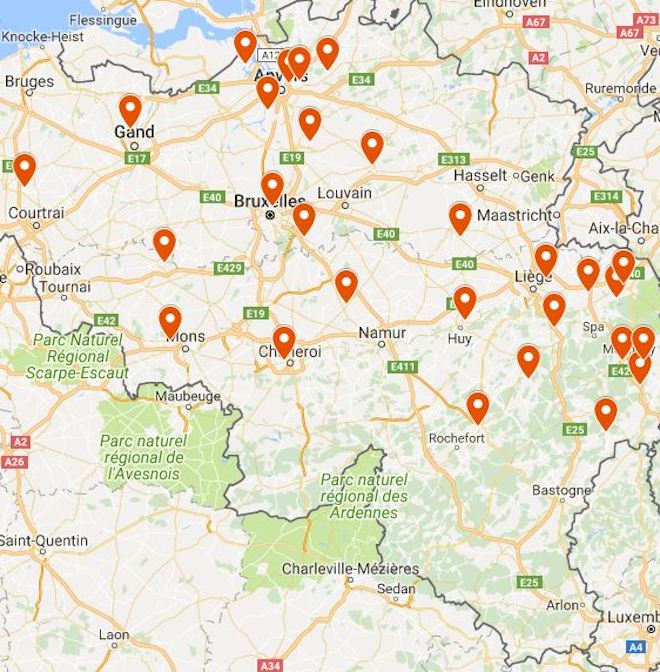 Flessingue
Eindhoven
A67
A73
A67
Knocke-Heist
A12
A2
Bruges
Anvers
E34
E34
Ruremonde
Gand
E17
E19
E313
E25
Hasselt
Genk
Louvain
E40
E314
Bruxelles
Courtrai
Maastricht
E40
Roubaix
E429
E40
Liège
Tournai
E42
E19
Mons
Namur
Spa
Parc Naturel
Régional
Scarpe-Escaut
Charleroi
Huy
E411
E42
Maubeuge
A2
A26
Parc naturel
régional de
l'Avesnois
Rochefort
E25
Parc naturel
régional des
Ardennes
Bastogne
Saint-Quentin
Charleville-Mézières
Sedan
E25
Arlon
Luxemb
Laon
A34
A4